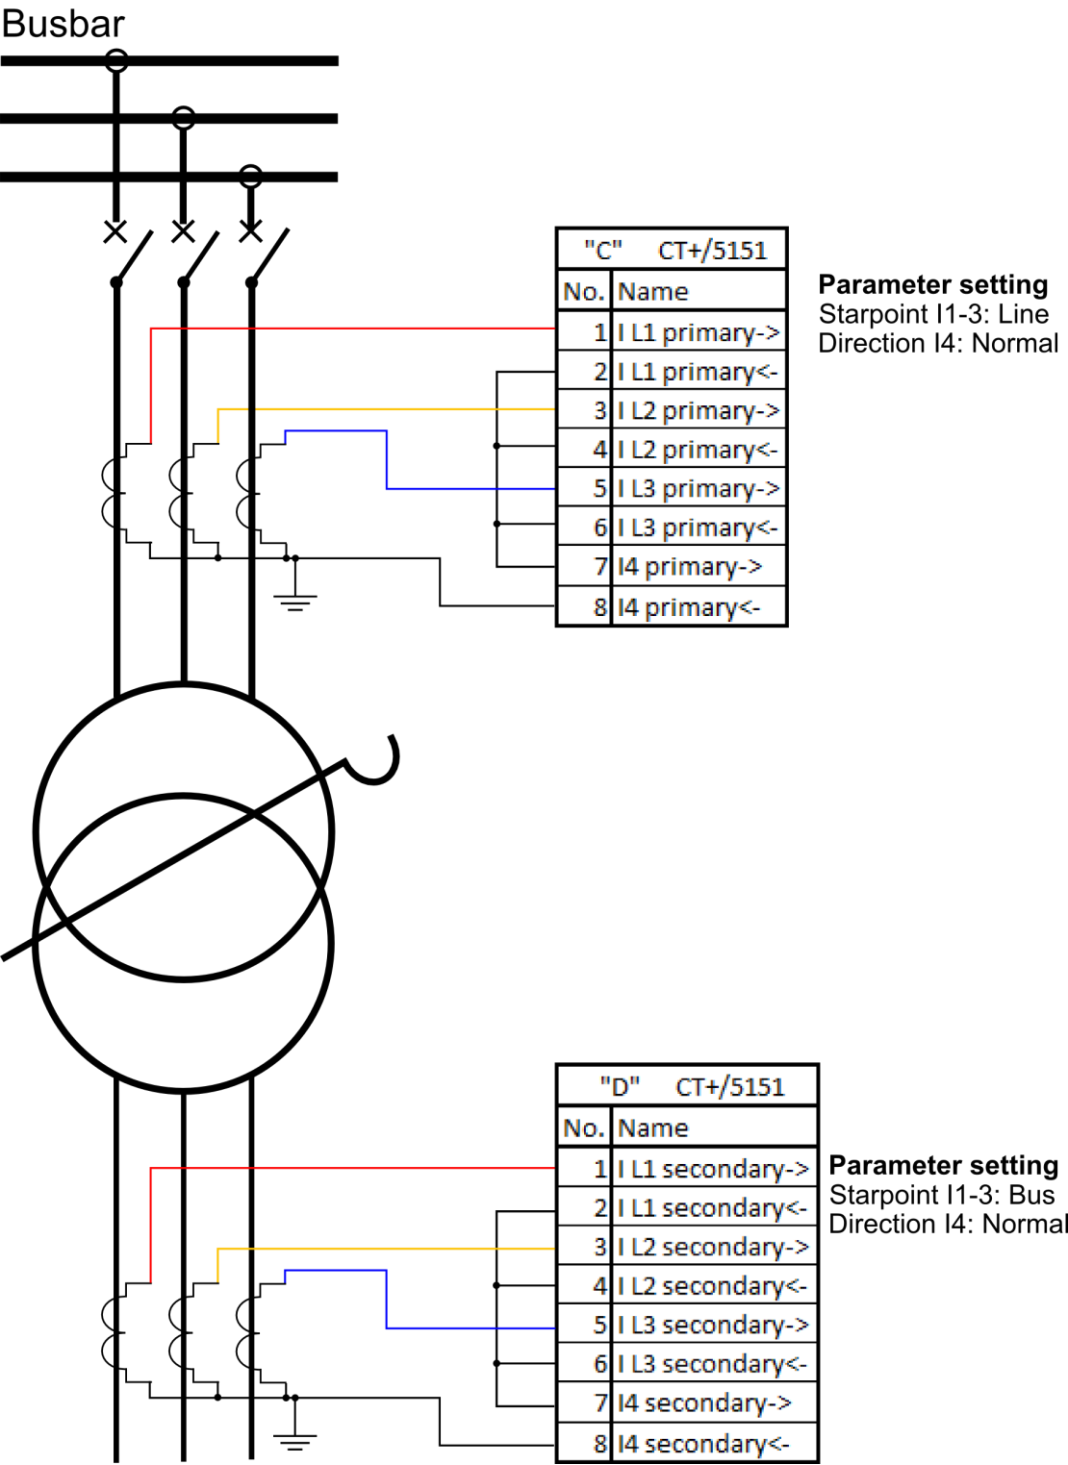 Busbar
"C" CT+/5151
No. Name
1 I L1 primary->
2 I L1 primary<-
3 I L2 primary->
4 I L2 primary<-
5 I L3 primary->
6 I L3 primary<-
7 I4 primary->
8 I4 primary<-
Parameter setting
Starpoint I1-3: Line
Direction I4: Normal
"D" CT+/5151
No. Name
1 I L1 secondary->
2 I L1 secondary<-
3 I L2 secondary->
4 I L2 secondary<-
5 I L3 secondary->
6 I L3 secondary<-
7 I4 secondary->
8 I4 secondary<-
Parameter setting
Starpoint I1-3: Bus
Direction I4: Normal